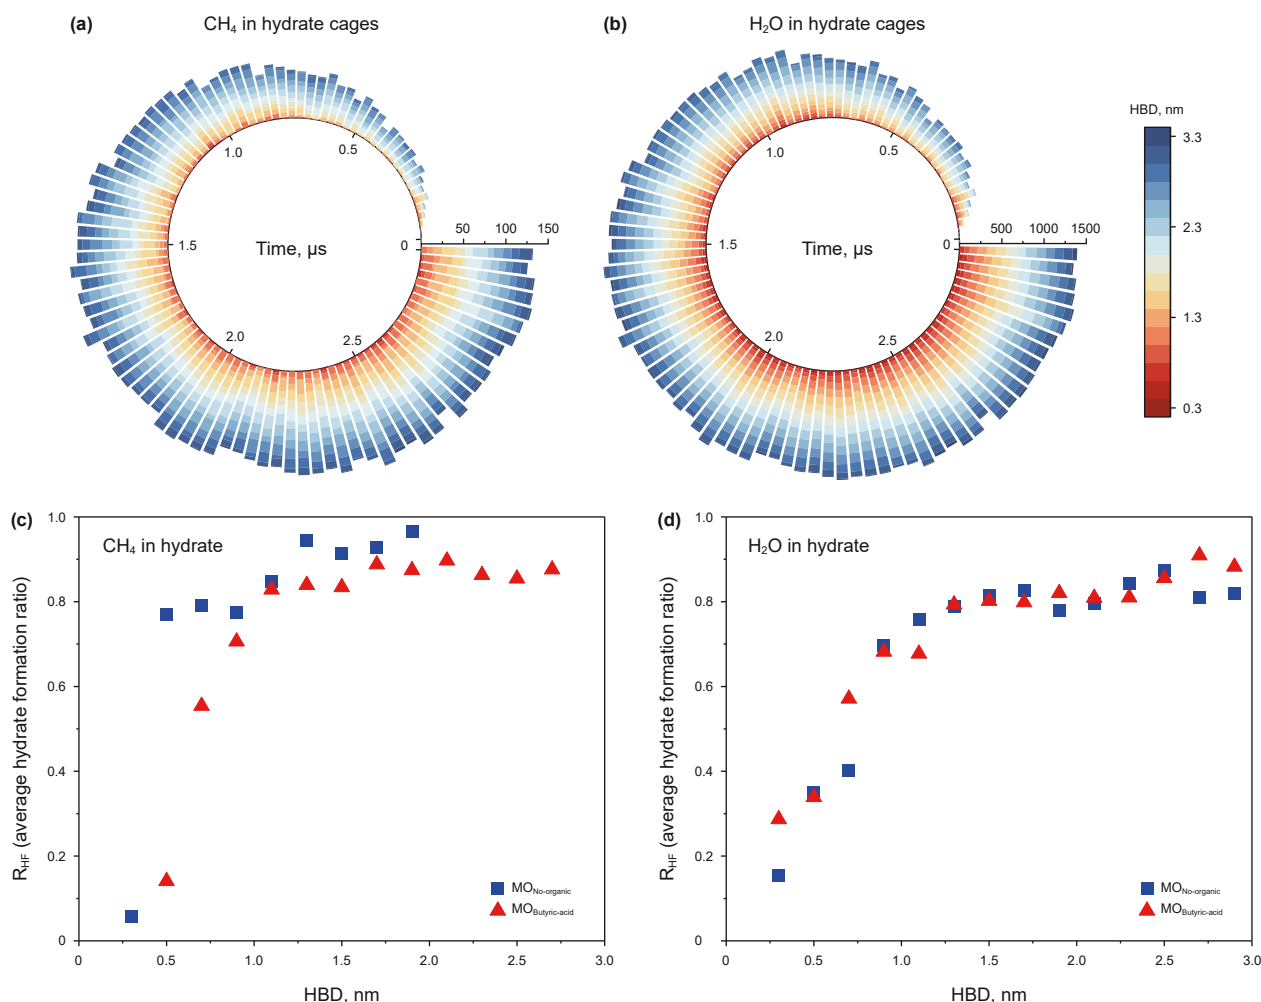 (a) CH₄ in hydrate cages
(b) H₂O in hydrate cages
HBD, nm
3.3
2.3
1.3
0.3
0.5
1.0
1.5
2.0
2.5
0
50 100 150
Time, µs
0.5
1.0
1.5
2.0
2.5
0
500 1000 1500
Time, µs
(c)
CH₄ in hydrate
R_HF (average hydrate formation ratio)
1.0
0.8
0.6
0.4
0.2
0
0 0.5 1.0 1.5 2.0 2.5 3.0
HBD, nm
MO_No-organic
MO_Butyric-acid
(d)
H₂O in hydrate
R_HF (average hydrate formation ratio)
1.0
0.8
0.6
0.4
0.2
0
0 0.5 1.0 1.5 2.0 2.5 3.0
HBD, nm
MO_No-organic
MO_Butyric-acid